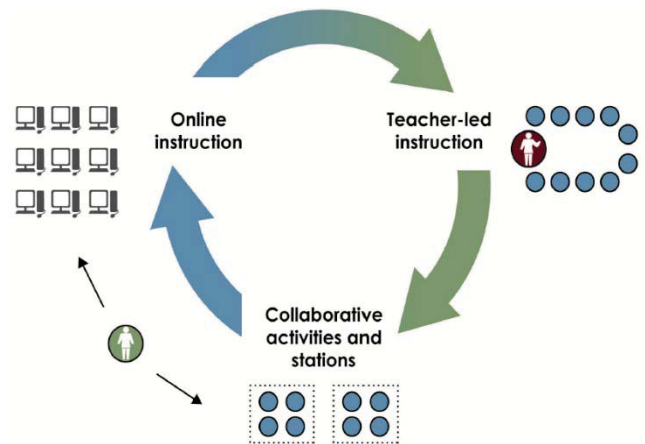 Online
instruction
Teacher-led
instruction
Collaborative
activities and
stations